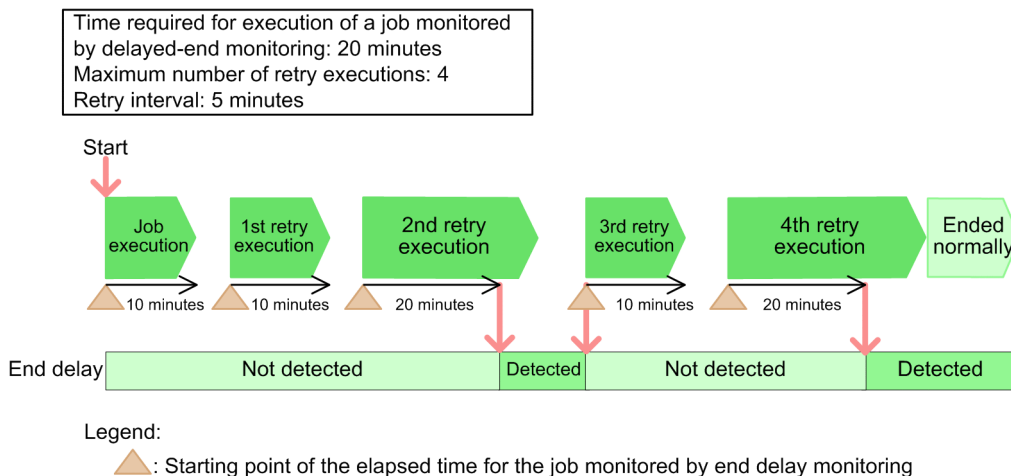 Time required for execution of a job monitored
by delayed-end monitoring: 20 minutes
Maximum number of retry executions: 4
Retry interval: 5 minutes
Start
Job
execution
1st retry
execution
2nd retry
execution
3rd retry
execution
4th retry
execution
Ended
normally
10 minutes
10 minutes
20 minutes
10 minutes
20 minutes
End delay
Not detected
Detected
Not detected
Detected
Legend:
: Starting point of the elapsed time for the job monitored by end delay monitoring